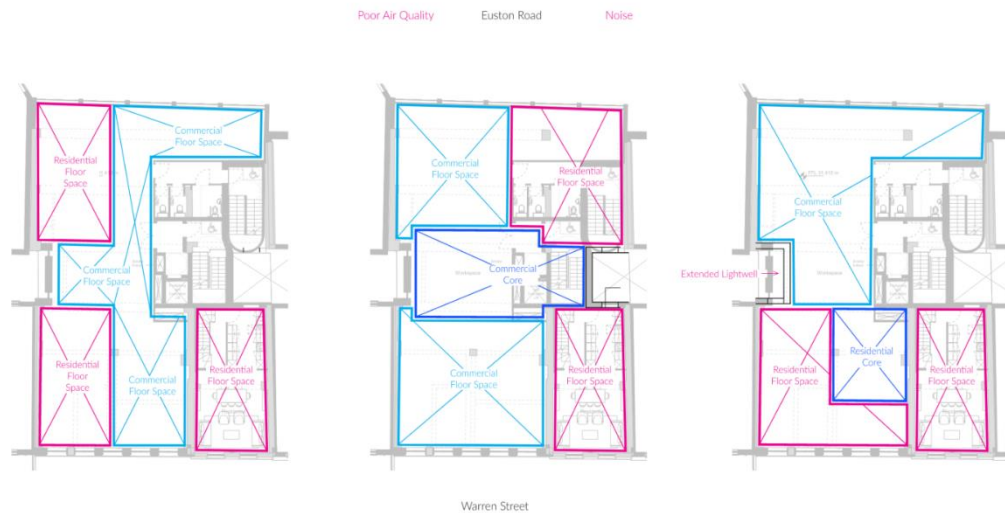 Poor Air Quality
Euston Road
Noise
Residential
Floor
Space
Commercial
Floor Space
Commercial
Floor Space
Residential
Floor
Space
Commercial
Floor Space
Residential
Floor Space
Commercial
Floor Space
Residential
Floor
Space
Workspace
Commercial
Core
Commercial
Floor Space
Residential
Floor Space
Commercial
Floor Space
Extended Lightwell
Workspace
Residential
Floor Space
Residential
Core
Residential
Floor Space
Warren Street